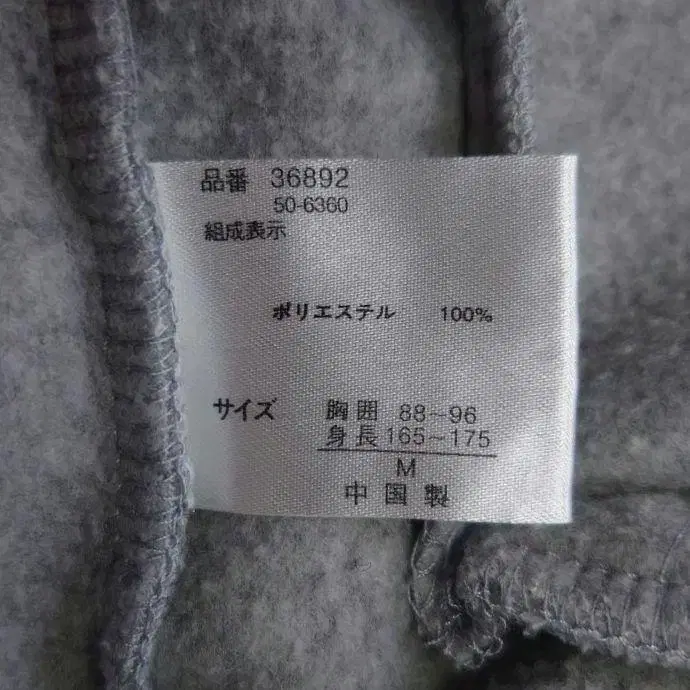 品番 36892
50-6360
組成表示
ポリエステル 100%
サイズ 胸囲 88~96
身長 165~175
M
中国製